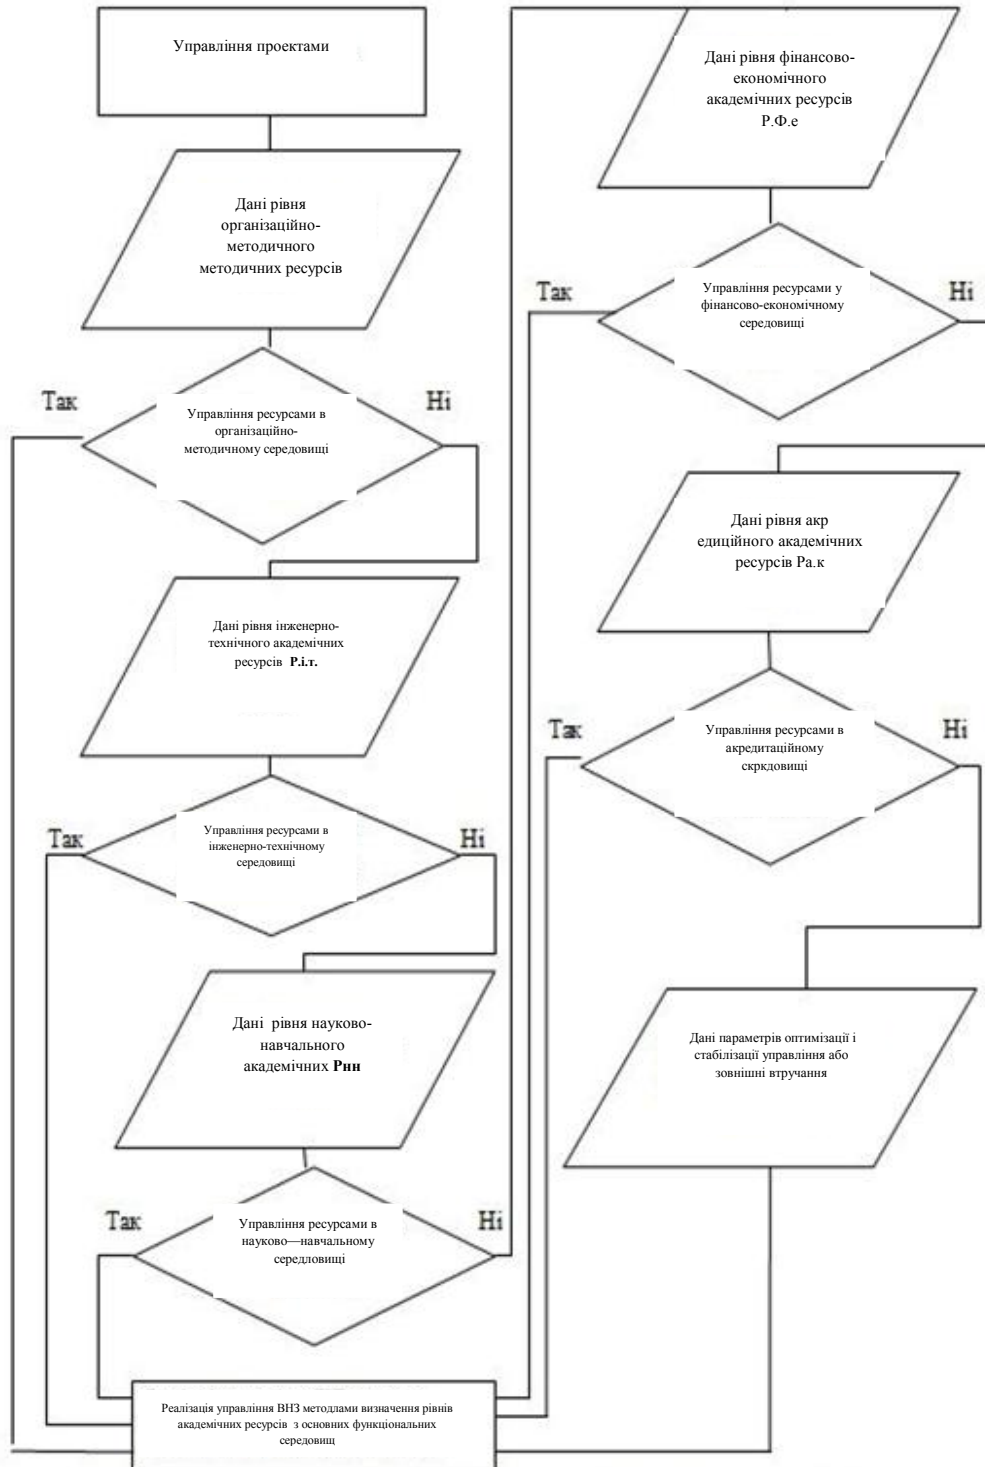 Управління проектами
Дані рівня
організаційно-
методичного
методичних ресурсів
Так
Ні
Управління ресурсами в
організаційно-
методичному середовищі
Дані рівня інженерно-
технічного академічних
ресурсів Р.і.т.
Так
Ні
Управління ресурсами в
інженерно-технічному
середовищі
Дані рівня науково-
навчального
академічних Рнн
Так
Ні
Управління ресурсами в
науково—навчальному
середловищі
Реалізація управління ВНЗ методлами визначення рівнів
академічних ресурсів з основних функціональних
середовищ
Дані рівня фінансово-
економічного
академічних ресурсів
Р.Ф.е
Так
Ні
Управління ресурсами у
фінансово-економічному
середовищі
Дані рівня акр
едиційного академічних
ресурсів Ра.к
Так
Ні
Управління ресурсами в
акредитаційному
скркдовищі
Дані параметрів оптимізації і
стабілізації управління або
зовнішні втручання